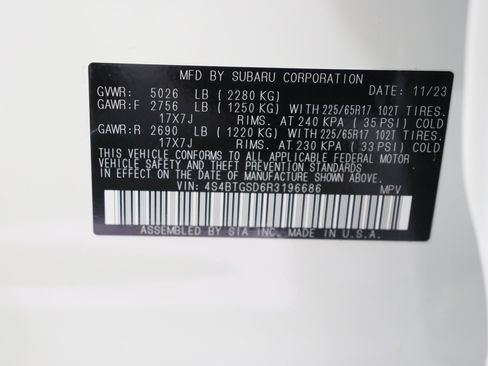 MFD BY SUBARU CORPORATION
GVWR: 5026 LB (2280 KG) DATE: 11/23
GAWR:F 2756 LB (1250 KG) WITH 225/65R17 102T TIRES.
17X7J RIMS. AT 240 KPA (35 PSI) COLD
GAWR:R 2690 LB (1220 KG) WITH 225/65R17 102T TIRES.
17X7J RIMS. AT 230 KPA (33 PSI) COLD
THIS VEHICLE CONFORMS TO ALL APPLICABLE FEDERAL MOTOR
VEHICLE SAFETY, BUMPER, AND THEFT PREVENTION
STANDARDS IN EFFECT ON THE DATE OF MANUFACTURE SHOWN ABOVE.
VIN: 4S4BTGSD6R3196686 MPV
ASSEMBLED BY SIA INC. MADE IN U.S.A.